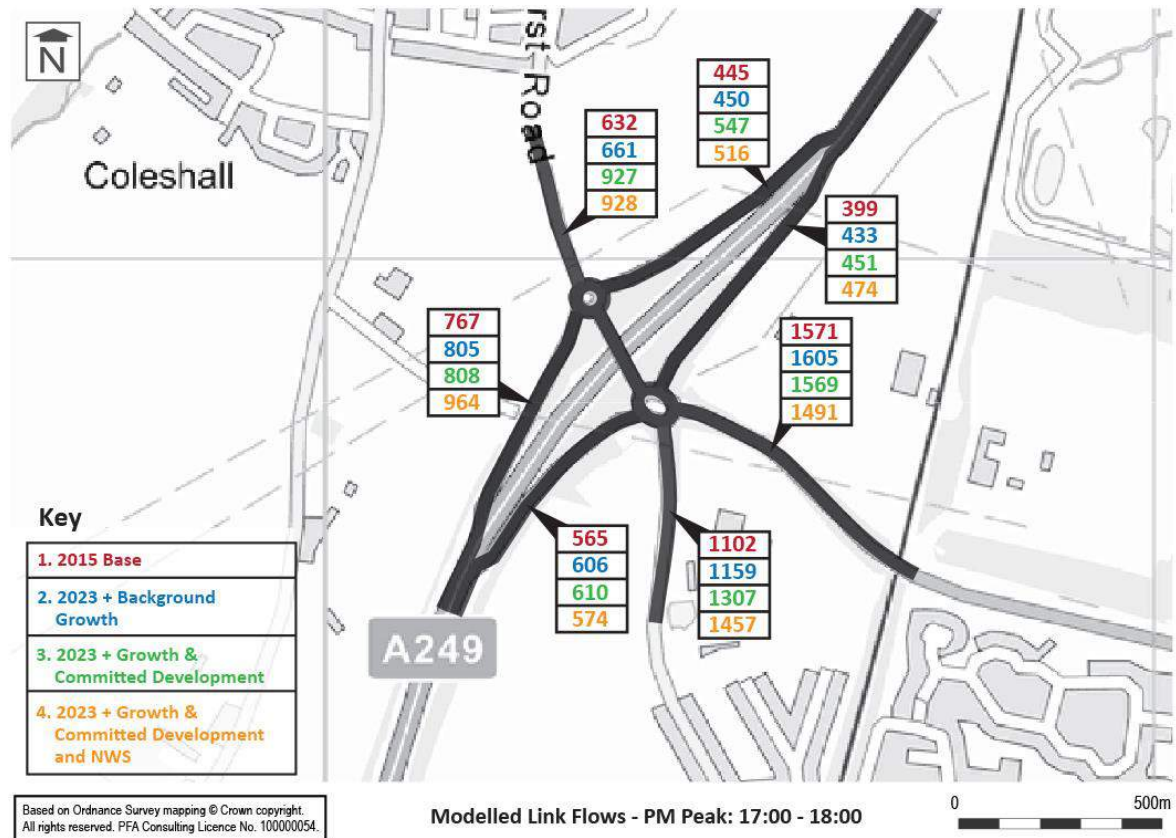 N
rst Road
Coleshall
445
450
547
516
632
661
927
928
399
433
451
474
767
805
808
964
1571
1605
1569
1491
565
606
610
574
1102
1159
1307
1457
A249
Key
1. 2015 Base
2. 2023 + Background
Growth
3. 2023 + Growth &
Committed Development
4. 2023 + Growth &
Committed Development
and NWS
Based on Ordnance Survey mapping © Crown copyright.
All rights reserved. PFA Consulting Licence No. 100000054.
Modelled Link Flows - PM Peak: 17:00 - 18:00
0 500m